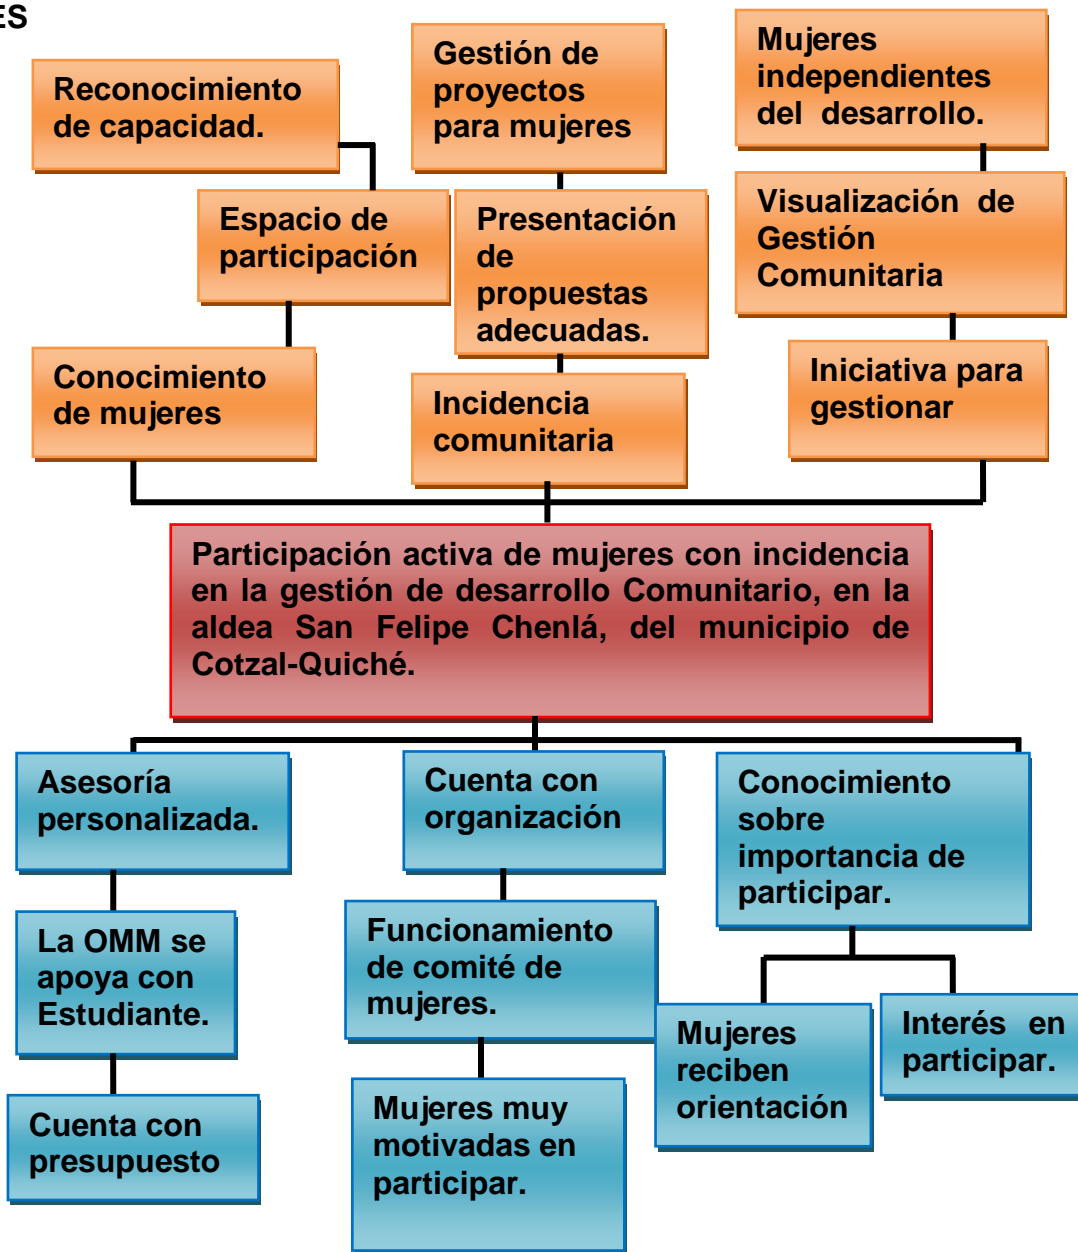 ES
Reconocimiento
de capacidad.
Gestión de
proyectos
para mujeres
Mujeres
independientes
del desarrollo.
Espacio de
participación
Presentación
de
propuestas
adecuadas.
Visualización de
Gestión
Comunitaria
Conocimiento
de mujeres
Incidencia
comunitaria
Iniciativa para
gestionar
Participación activa de mujeres con incidencia
en la gestión de desarrollo Comunitario, en la
aldea San Felipe Chenlá, del municipio de
Cotzal-Quiché.
Asesoría
personalizada.
Cuenta con
organización
Conocimiento
sobre
importancia de
participar.
La OMM se
apoya con
Estudiante.
Funcionamiento
de comité de
mujeres.
Mujeres
reciben
orientación
Interés en
participar.
Cuenta con
presupuesto
Mujeres muy
motivadas en
participar.